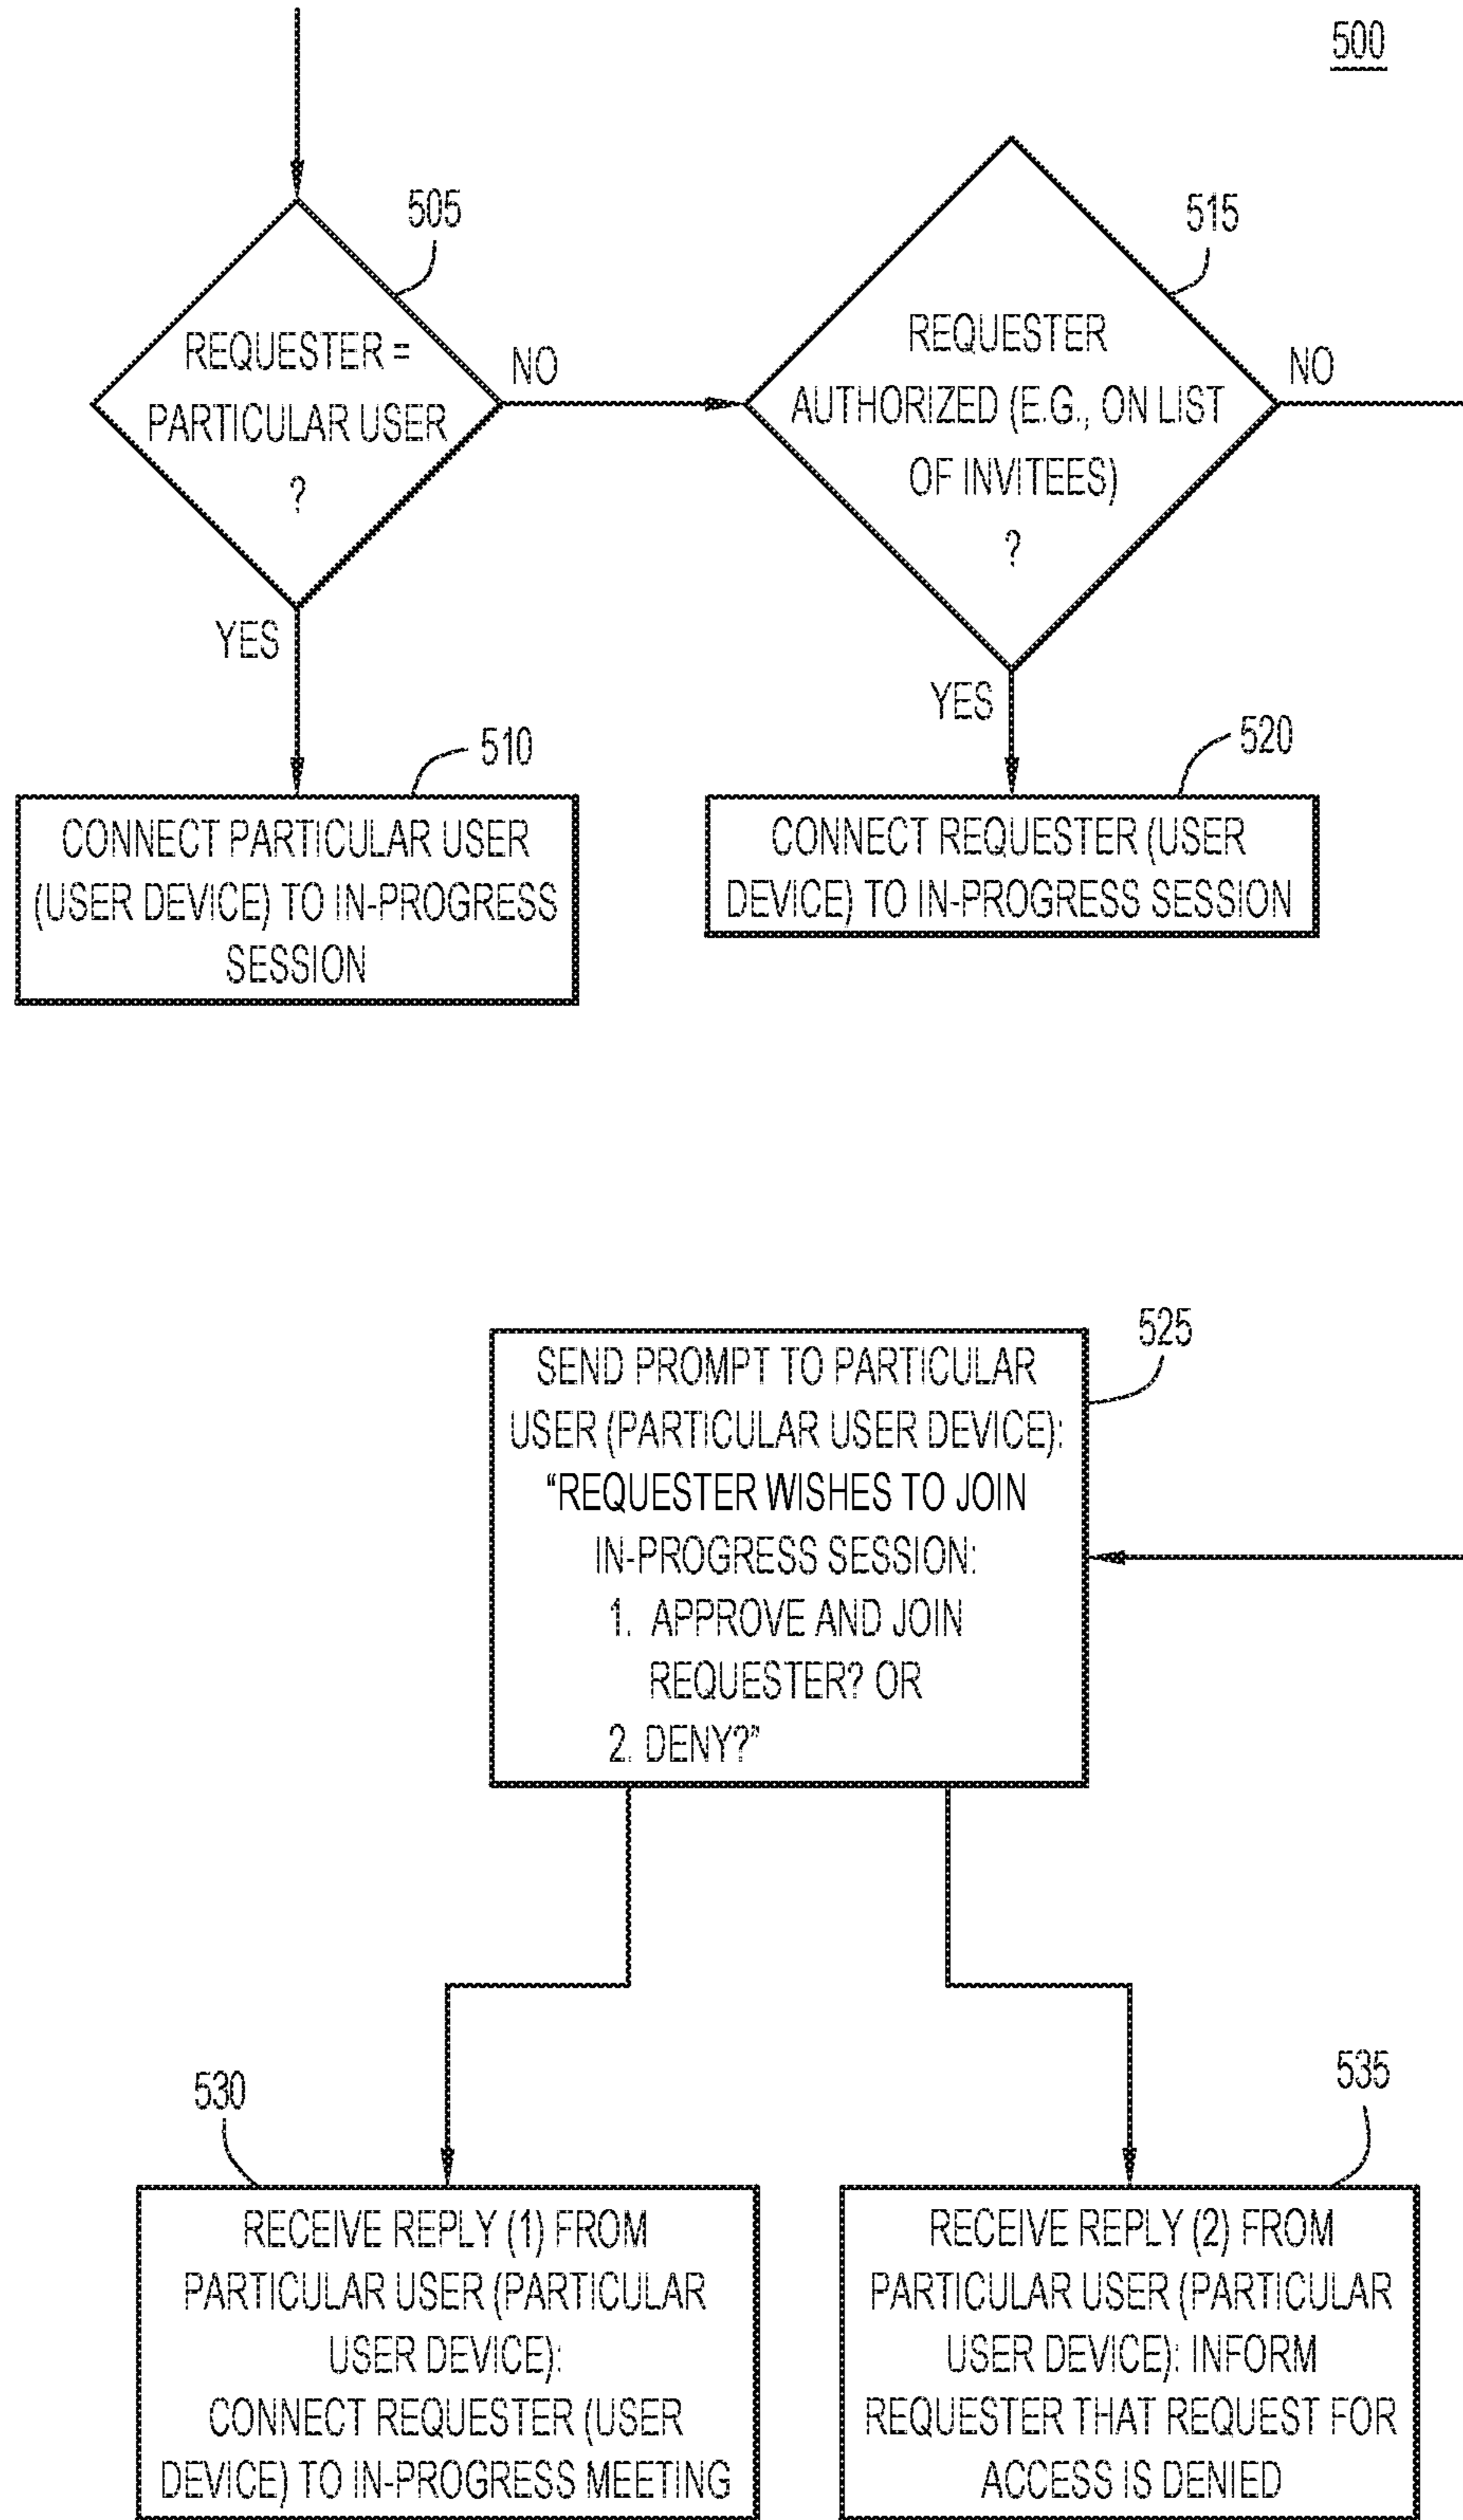 500
505
REQUESTER =
PARTICULAR USER
?
NO
YES
515
REQUESTER
AUTHORIZED (E.G., ON LIST
OF INVITEES)
?
NO
YES
510
CONNECT PARTICULAR USER
(USER DEVICE) TO IN-PROGRESS
SESSION
520
CONNECT REQUESTER (USER
DEVICE) TO IN-PROGRESS SESSION
525
SEND PROMPT TO PARTICULAR
USER (PARTICULAR USER DEVICE):
“REQUESTER WISHES TO JOIN
IN-PROGRESS SESSION:
1. APPROVE AND JOIN
REQUESTER? OR
2. DENY?”
530
RECEIVE REPLY (1) FROM
PARTICULAR USER (PARTICULAR
USER DEVICE):
CONNECT REQUESTER (USER
DEVICE) TO IN-PROGRESS MEETING
535
RECEIVE REPLY (2) FROM
PARTICULAR USER (PARTICULAR
USER DEVICE): INFORM
REQUESTER THAT REQUEST FOR
ACCESS IS DENIED